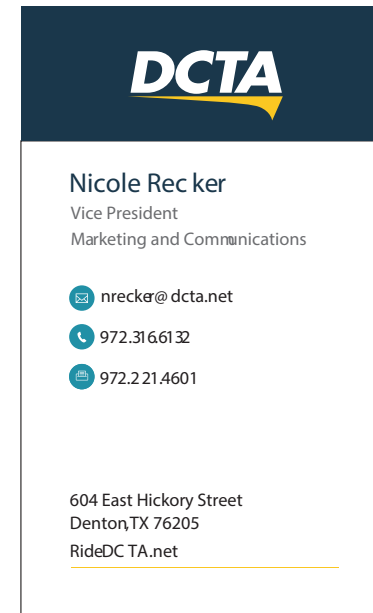 DCTA
Nicole Recker
Vice President
Marketing and Communications
nrecker@dcta.net
972.316.6132
972.221.4601
604 East Hickory Street
Denton, TX 76205
RideDCTA.net